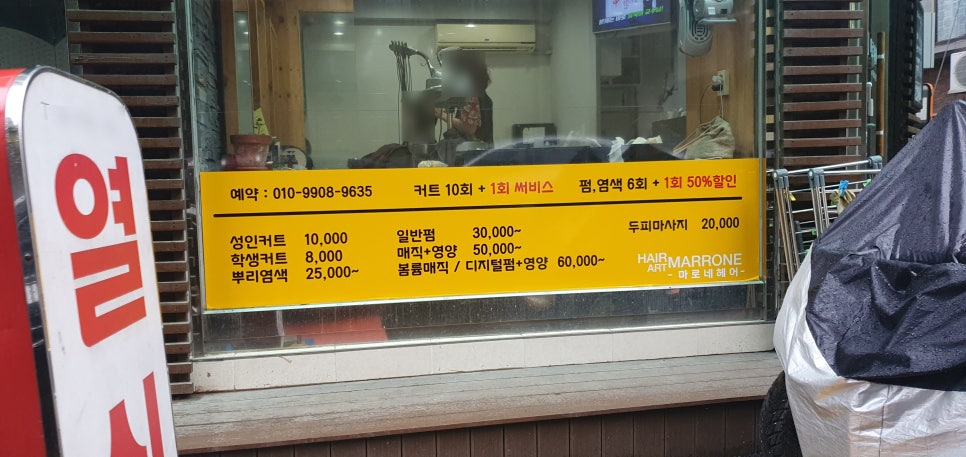 열
예약 : 010-9908-9635 커트 10회 + 1회 써비스 펌,염색 6회 + 1회 50%할인
성인커트 10,000 일반펌 30,000~ 두피마사지 20,000
학생커트 8,000 매직+영양 50,000~
뿌리염색 25,000~ 볼륨매직 / 디지털펌+영양 60,000~
HAIR ART MARRONE
- 마로네헤어 -